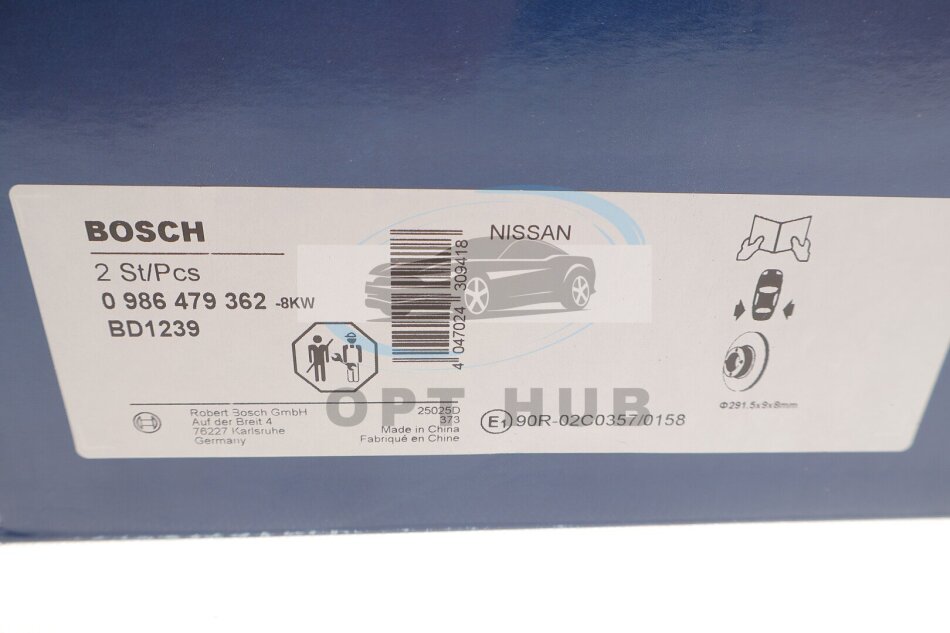 BOSCH
2 St/Pcs
0 986 479 362 -8KW
BD1239
4 047024 309418
NISSAN
Φ291.5x9x8mm
Robert Bosch GmbH
Auf der Breit 4
76227 Karlsruhe
Germany
25025D
373
Made in China
Fabriqué en Chine
E1 90R-02C0357/0158
OPT HUB